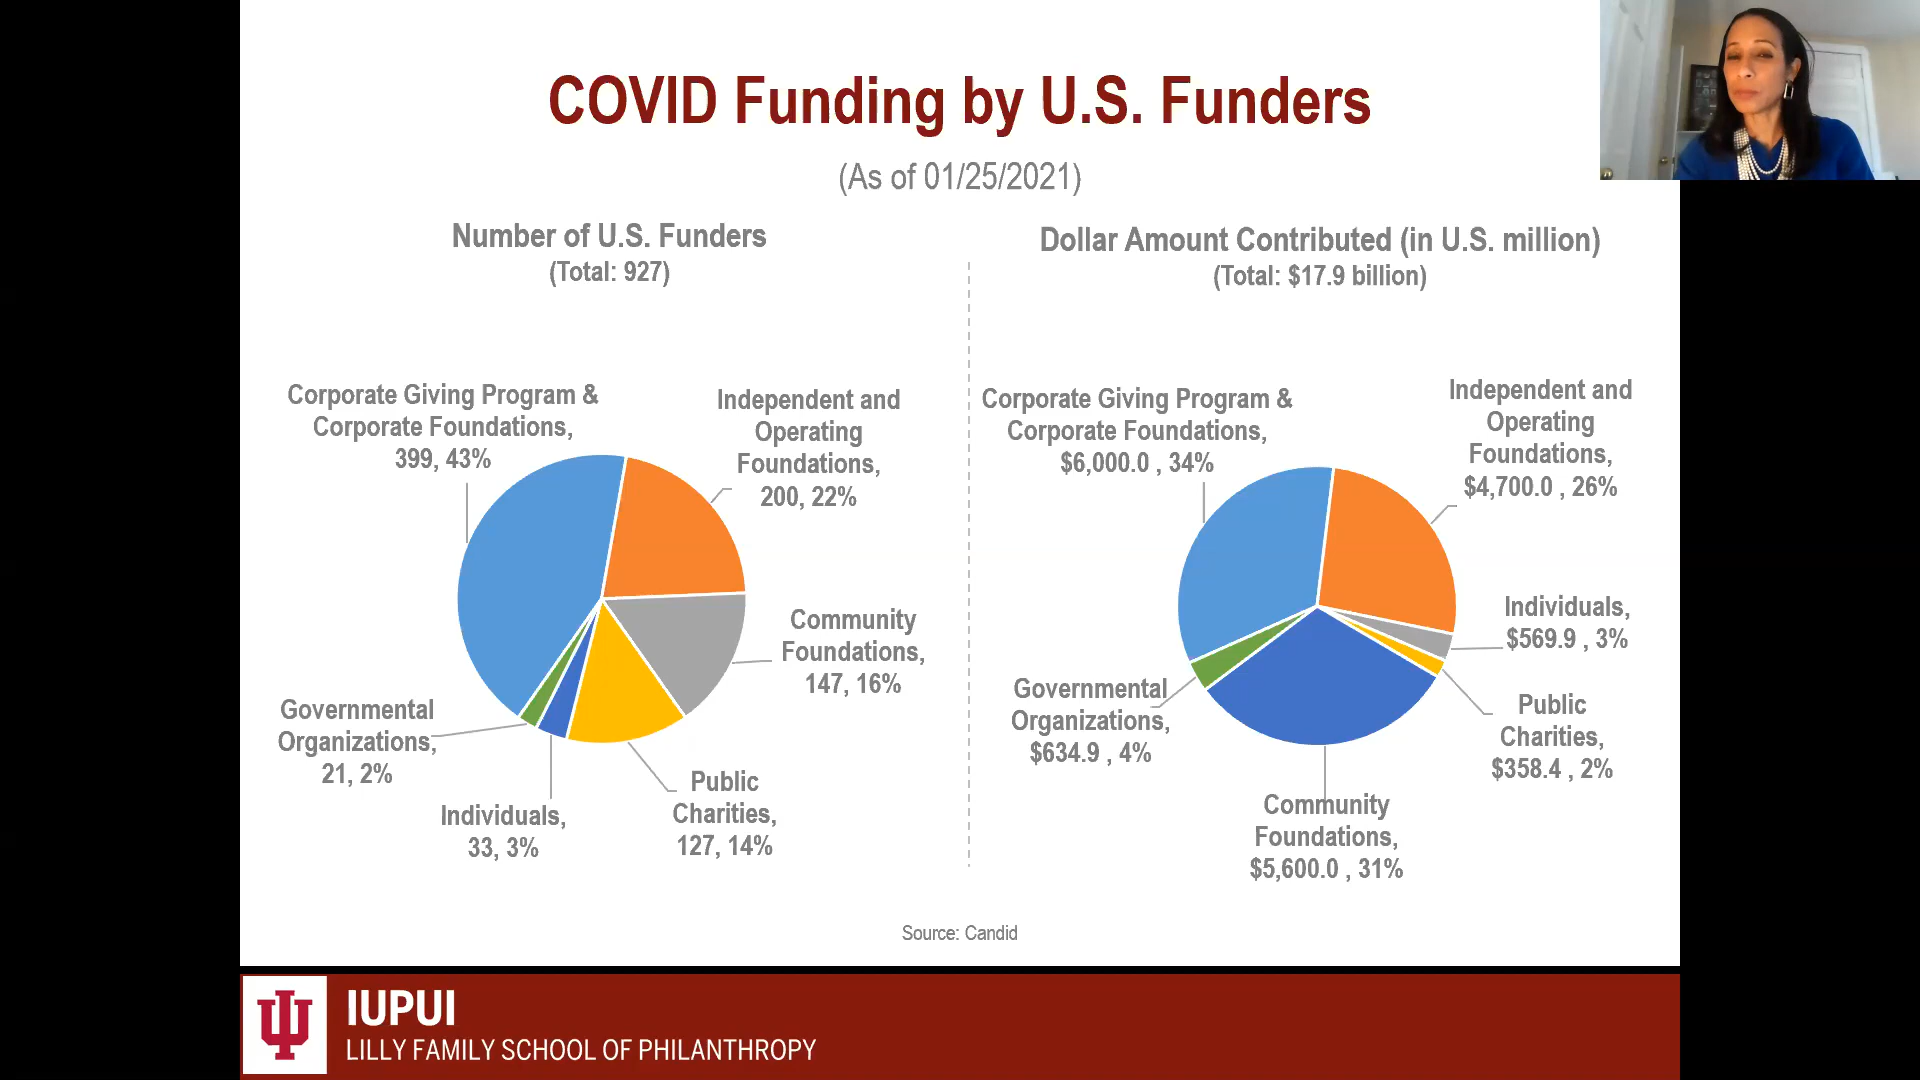 COVID Funding by U.S. Funders
(As of 01/25/2021)
Number of U.S. Funders
(Total: 927)
Corporate Giving Program &
Corporate Foundations,
399, 43%
Independent and
Operating
Foundations,
200, 22%
Community
Foundations,
147, 16%
Public
Charities,
127, 14%
Individuals,
33, 3%
Governmental
Organizations,
21, 2%
Dollar Amount Contributed (in U.S. million)
(Total: $17.9 billion)
Corporate Giving Program &
Corporate Foundations,
$6,000.0 , 34%
Independent and
Operating
Foundations,
$4,700.0 , 26%
Individuals,
$569.9 , 3%
Public
Charities,
$358.4 , 2%
Community
Foundations,
$5,600.0 , 31%
Governmental
Organizations,
$634.9 , 4%
Source: Candid
IUPUI
LILLY FAMILY SCHOOL OF PHILANTHROPY